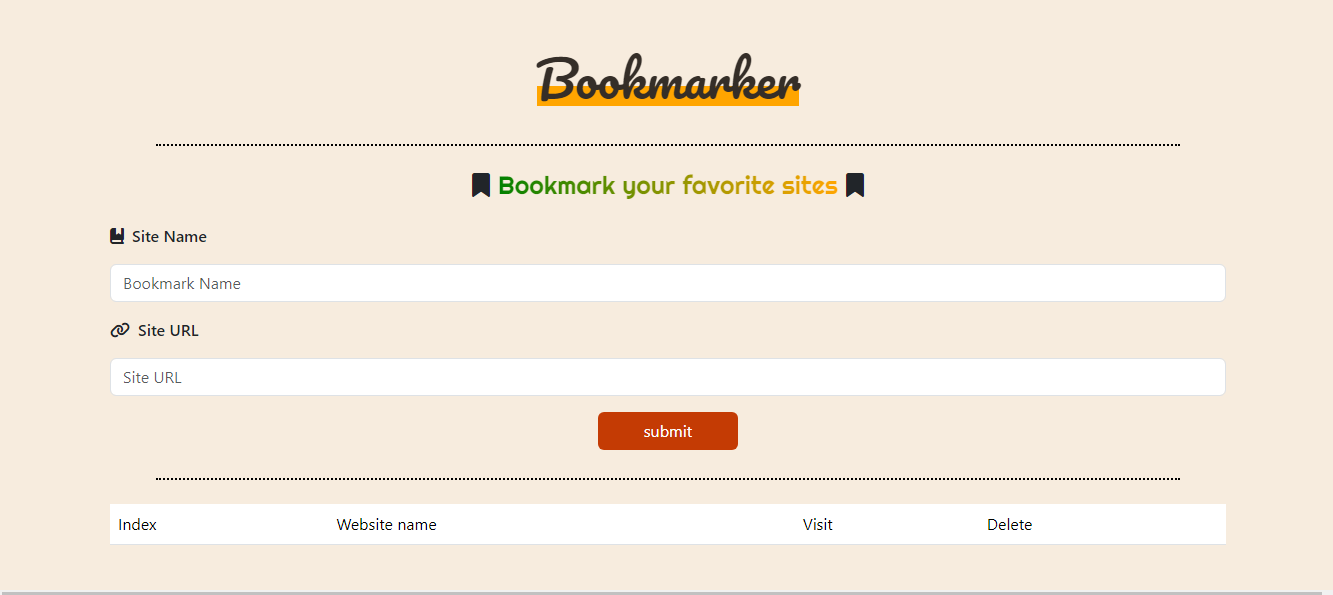 Bookmarker
Bookmark your favorite sites
Site Name
Bookmark Name
Site URL
Site URL
submit
Index Website name Visit Delete